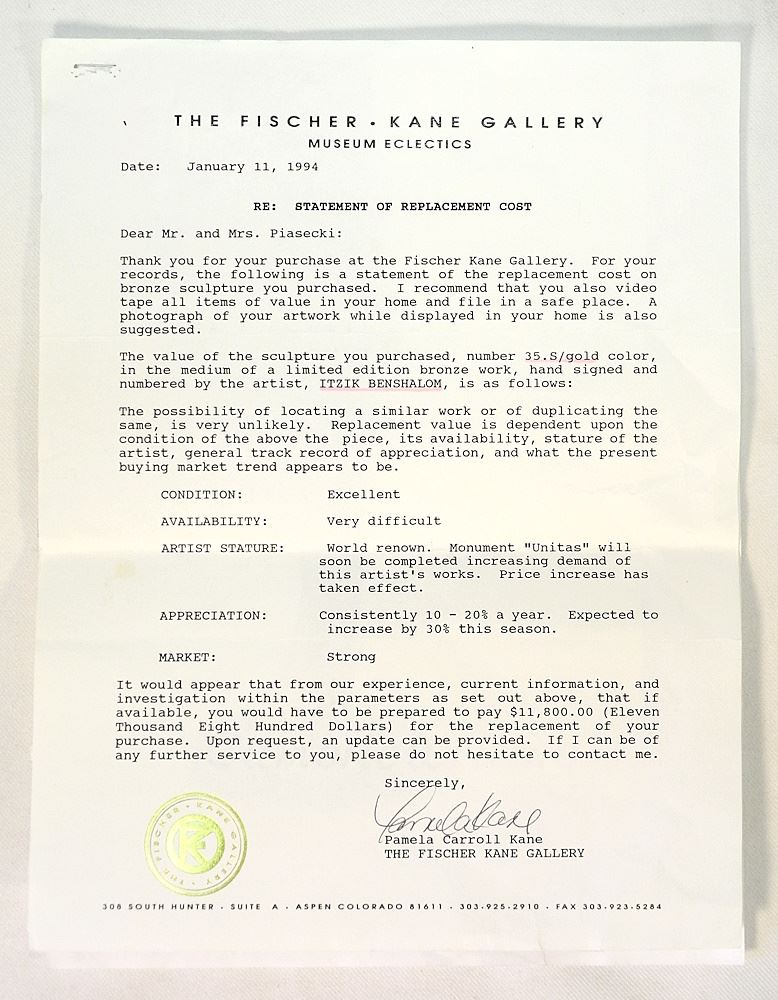 THE FISCHER • KANE GALLERY
MUSEUM ECLECTICS
Date: January 11, 1994
RE: STATEMENT OF REPLACEMENT COST
Dear Mr. and Mrs. Piasecki:
Thank you for your purchase at the Fischer Kane Gallery. For your
records, the following is a statement of the replacement cost on
bronze sculpture you purchased. I recommend that you also video
tape all items of value in your home and file in a safe place. A
photograph of your artwork while displayed in your home is also
suggested.
The value of the sculpture you purchased, number 35.S/gold color,
in the medium of a limited edition bronze work, hand signed and
numbered by the artist, ITZIK BENSHALOM, is as follows:
The possibility of locating a similar work or of duplicating the
same, is very unlikely. Replacement value is dependent upon the
condition of the above the piece, its availability, stature of the
artist, general track record of appreciation, and what the present
buying market trend appears to be.
CONDITION: Excellent
AVAILABILITY: Very difficult
ARTIST STATURE: World renown. Monument "Unitas" will
soon be completed increasing demand of
this artist's works. Price increase has
taken effect.
APPRECIATION: Consistently 10 - 20% a year. Expected to
increase by 30% this season.
MARKET: Strong
It would appear that from our experience, current information, and
investigation within the parameters as set out above, that if
available, you would have to be prepared to pay $11,800.00 (Eleven
Thousand Eight Hundred Dollars) for the replacement of your
purchase. Upon request, an update can be provided. If I can be of
any further service to you, please do not hesitate to contact me.
Sincerely,
Pamela Kane
Pamela Carroll Kane
THE FISCHER KANE GALLERY
THE • FISCHER • KANE GALLERY •
FK
308 SOUTH HUNTER • SUITE A • ASPEN COLORADO 81611 • 303•925•2910 • FAX 303•923•5284